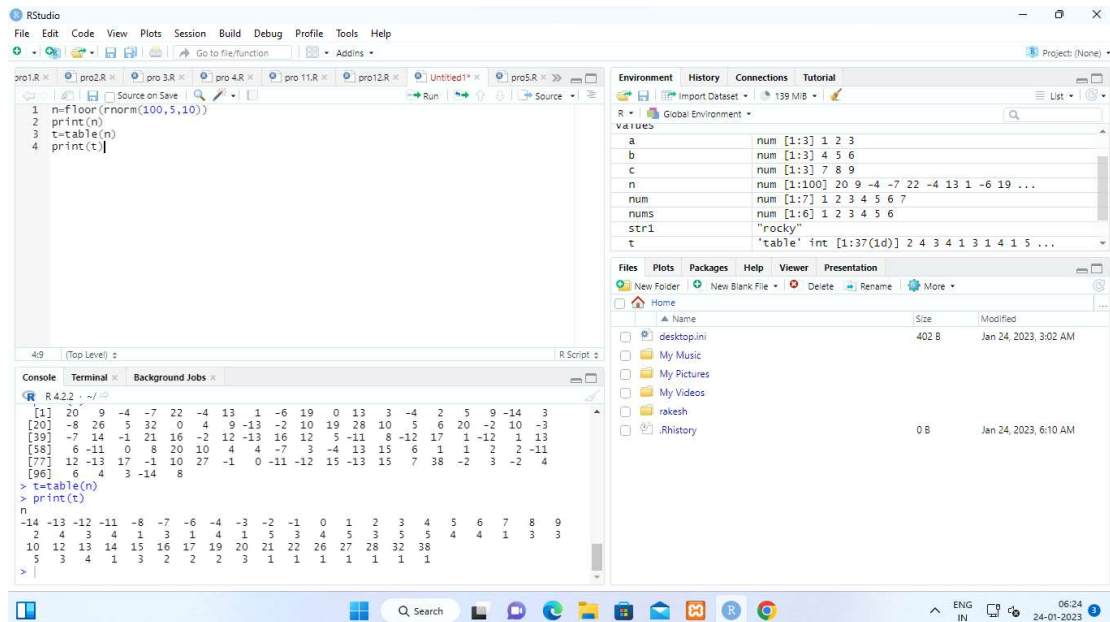 RStudio
File Edit Code View Plots Session Build Debug Profile Tools Help
Go to file/function Addins Project: (None)
pro1.R pro2.R pro 3.R pro 4.R pro 11.R pro12.R Untitled1* pro5.R
Source on Save Run Source
1 n=floor(rnorm(100,5,10))
2 print(n)
3 t=table(n)
4 print(t)
4:9 (Top Level) R Script
Console Terminal Background Jobs
R 4.2.2 · ~/
[1] 20 9 -4 -7 22 -4 13 1 -6 19 0 13 3 -4 2 5 9 -14 3
[20] -8 26 5 32 0 4 9 -13 -2 10 19 28 10 5 6 20 -2 10 -3
[39] -7 14 -1 21 16 -2 12 -13 16 12 5 -11 8 -12 17 1 -12 1 13
[58] 6 -11 0 8 20 10 4 4 -7 3 -4 13 15 6 1 1 2 2 -11
[77] 12 -13 17 -1 10 27 -1 0 -11 -12 15 -13 15 7 38 -2 3 -2 4
[96] 6 4 3 -14 8
> t=table(n)
> print(t)
n
-14 -13 -12 -11 -8 -7 -6 -4 -3 -2 -1 0 1 2 3 4 5 6 7 8 9
2 4 3 4 1 3 1 4 1 5 3 4 5 3 5 5 4 4 1 3 3
10 12 13 14 15 16 17 19 20 21 22 26 27 28 32 38
5 3 4 1 3 2 2 2 3 1 1 1 1 1 1 1
>
Environment History Connections Tutorial
Import Dataset 139 MiB List
R Global Environment
Values
a num [1:3] 1 2 3
b num [1:3] 4 5 6
c num [1:3] 7 8 9
n num [1:100] 20 9 -4 -7 22 -4 13 1 -6 19 ...
num num [1:7] 1 2 3 4 5 6 7
nums num [1:6] 1 2 3 4 5 6
str1 "rocky"
t 'table' int [1:37(1d)] 2 4 3 4 1 3 1 4 1 5 ...
Files Plots Packages Help Viewer Presentation
New Folder New Blank File Delete Rename More
Home
Name Size Modified
desktop.ini 402 B Jan 24, 2023, 3:02 AM
My Music
My Pictures
My Videos
rakesh
.Rhistory 0 B Jan 24, 2023, 6:10 AM
Search
ENG 06:24
IN 24-01-2023 3